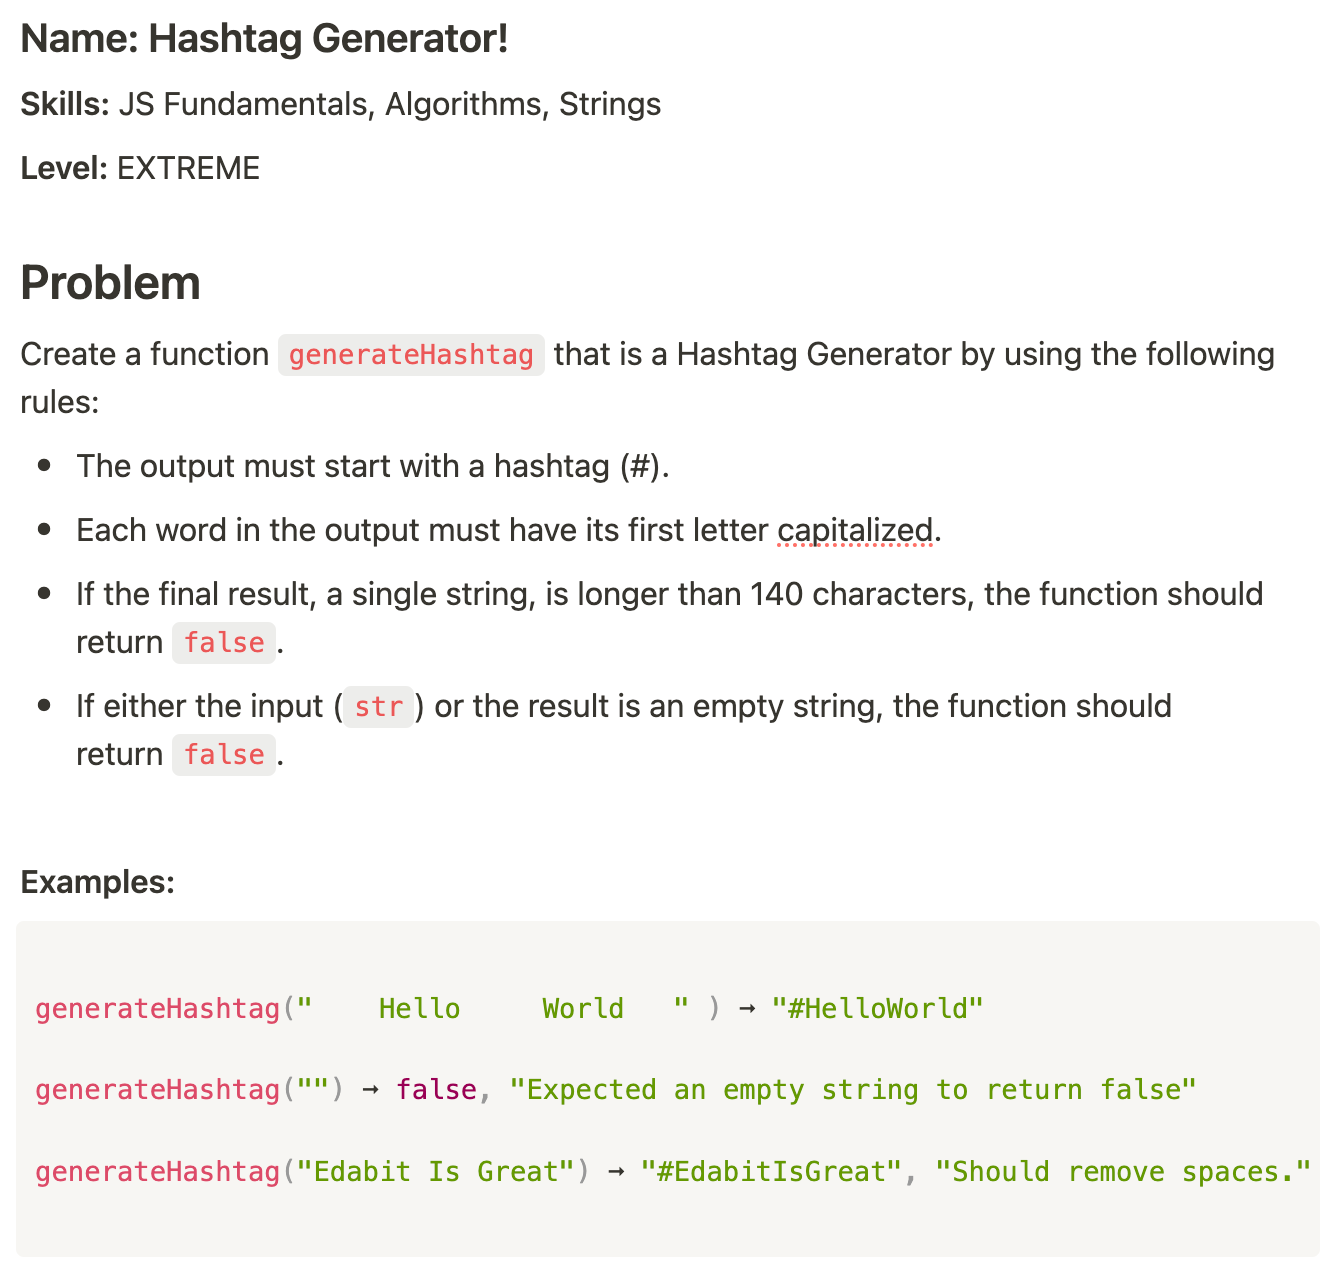 Name: Hashtag Generator!
Skills: JS Fundamentals, Algorithms, Strings
Level: EXTREME
Problem
Create a function generateHashtag that is a Hashtag Generator by using the following
rules:
• The output must start with a hashtag (#).
• Each word in the output must have its first letter capitalized.
• If the final result, a single string, is longer than 140 characters, the function should
return false.
• If either the input (str) or the result is an empty string, the function should
return false.
Examples:
generateHashtag("    Hello     World   " ) → "#HelloWorld"
generateHashtag("") → false, "Expected an empty string to return false"
generateHashtag("Edabit Is Great") → "#EdabitIsGreat", "Should remove spaces."